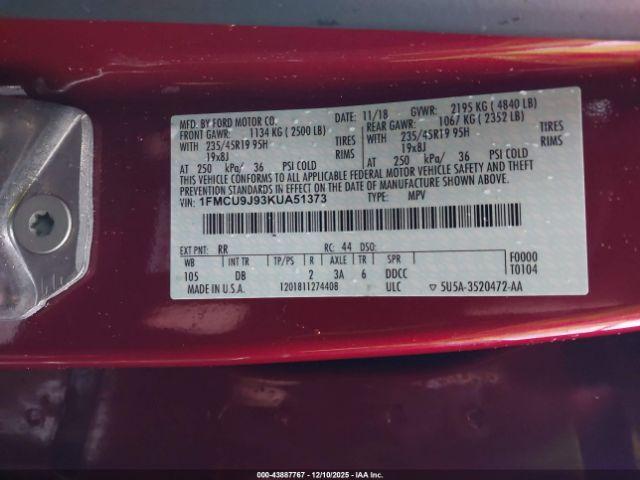 MFD. BY FORD MOTOR CO.
DATE: 11/18 GVWR: 2195 KG ( 4840 LB)
FRONT GAWR: 1134 KG ( 2500 LB)
REAR GAWR: 1067 KG ( 2352 LB)
WITH 235/45R19 95H TIRES
WITH 235/45R19 95H TIRES
19x8J RIMS
19x8J RIMS
AT 250 kPa/ 36 PSI COLD
AT 250 kPa/ 36 PSI COLD
THIS VEHICLE CONFORMS TO ALL APPLICABLE FEDERAL MOTOR VEHICLE SAFETY AND THEFT
PREVENTION STANDARDS IN EFFECT ON THE DATE OF MANUFACTURE SHOWN ABOVE.
VIN: 1FMCU9J93KUA51373 TYPE: MPV
EXT PNT: RR RC: 44 DSO: F0000
WB INT TR TP/PS R AXLE TR SPR T0104
105 DB 2 3A 6 DDCC
MADE IN U.S.A. 1201811274408 ULC 5U5A-3520472-AA
000-43887767 - 12/10/2025 - Copyright © IAA, LLC. All Rights Reserved.